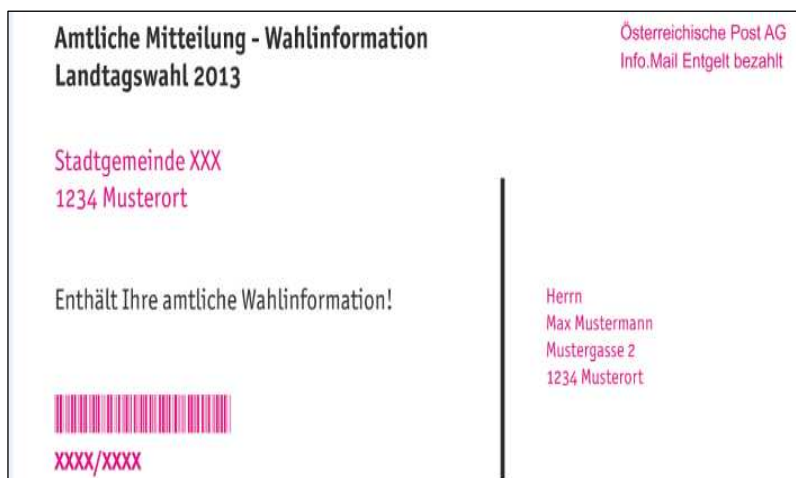 Amtliche Mitteilung - Wahlinformation
Landtagswahl 2013
Österreichische Post AG
Info.Mail Entgelt bezahlt
Stadtgemeinde XXX
1234 Musterort
Enthält Ihre amtliche Wahlinformation!
Herrn
Max Mustermann
Mustergasse 2
1234 Musterort
XXXX/XXXX